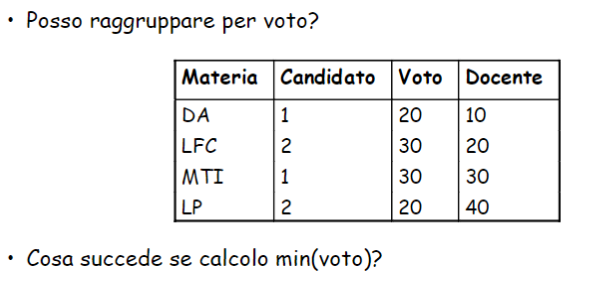 • Posso raggruppare per voto?
Materia Candidato Voto Docente
DA 1 20 10
LFC 2 30 20
MTI 1 30 30
LP 2 20 40
• Cosa succede se calcolo min(voto)?